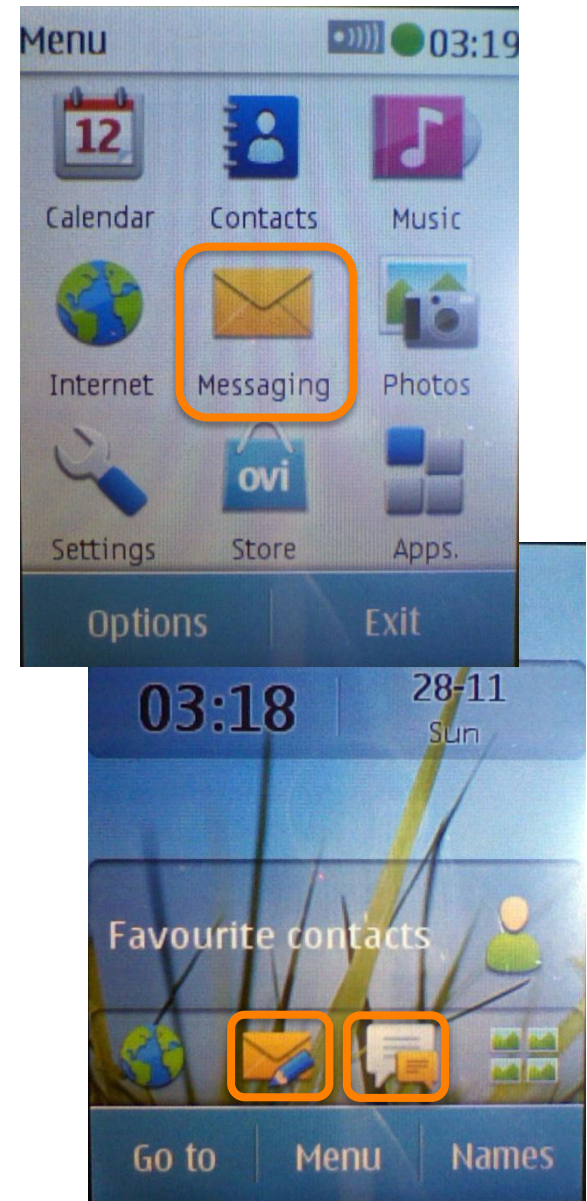 Menu 03:19
12
Calendar Contacts Music
Internet Messaging Photos
ovi
Settings Store Apps.
Options Exit
03:18 28-11
Sun
Favourite contacts
Go to Menu Names